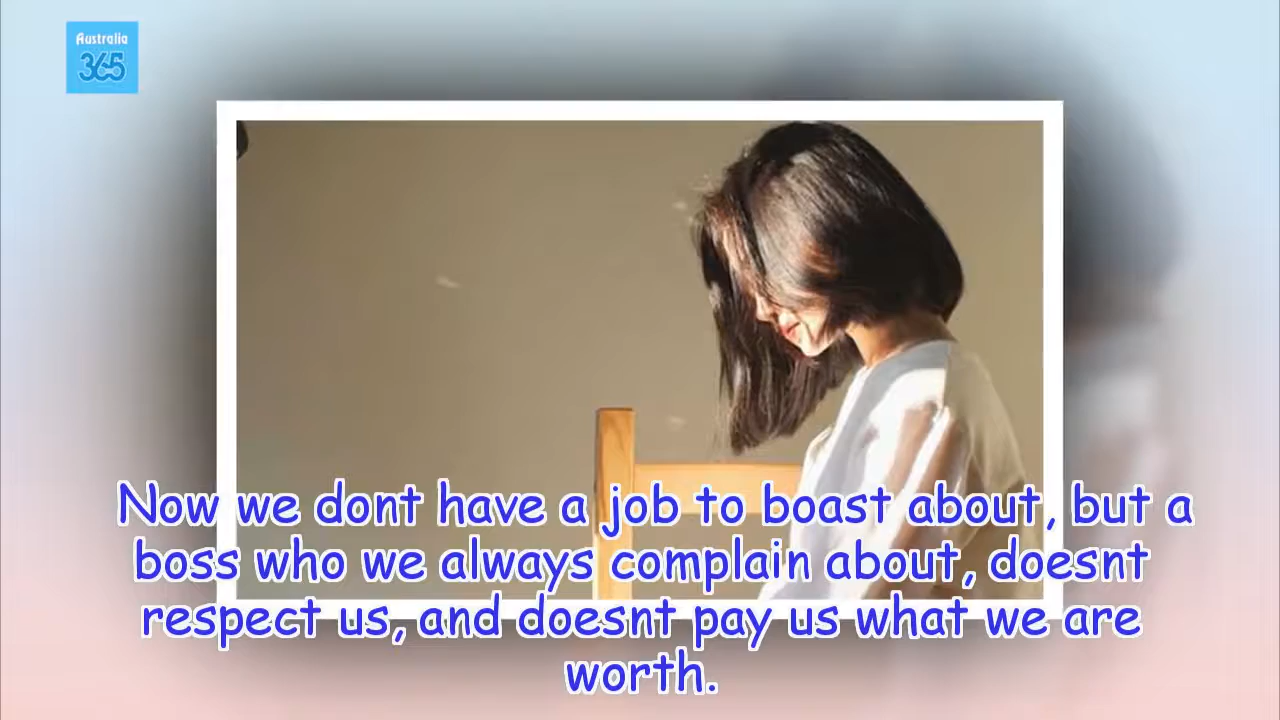 Australia
365
Now we dont have a job to boast about, but a
boss who we always complain about, doesnt
respect us, and doesnt pay us what we are
worth.